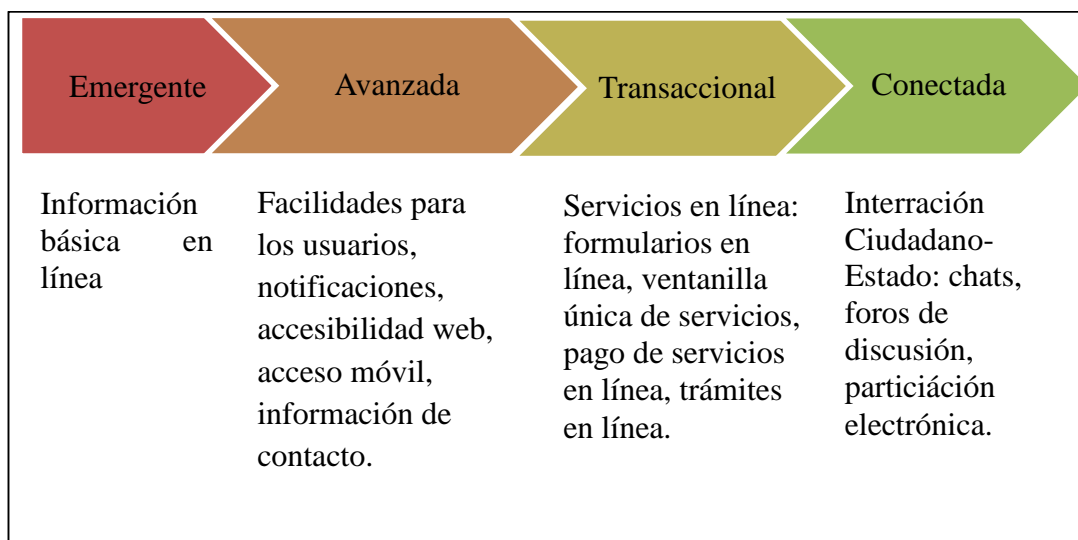 Emergente
Avanzada
Transaccional
Conectada
Información
básica en
línea
Facilidades para
los usuarios,
notificaciones,
accesibilidad web,
acceso móvil,
información de
contacto.
Servicios en línea:
formularios en
línea, ventanilla
única de servicios,
pago de servicios
en línea, trámites
en línea.
Interración
Ciudadano-
Estado: chats,
foros de
discusión,
particiáción
electrónica.